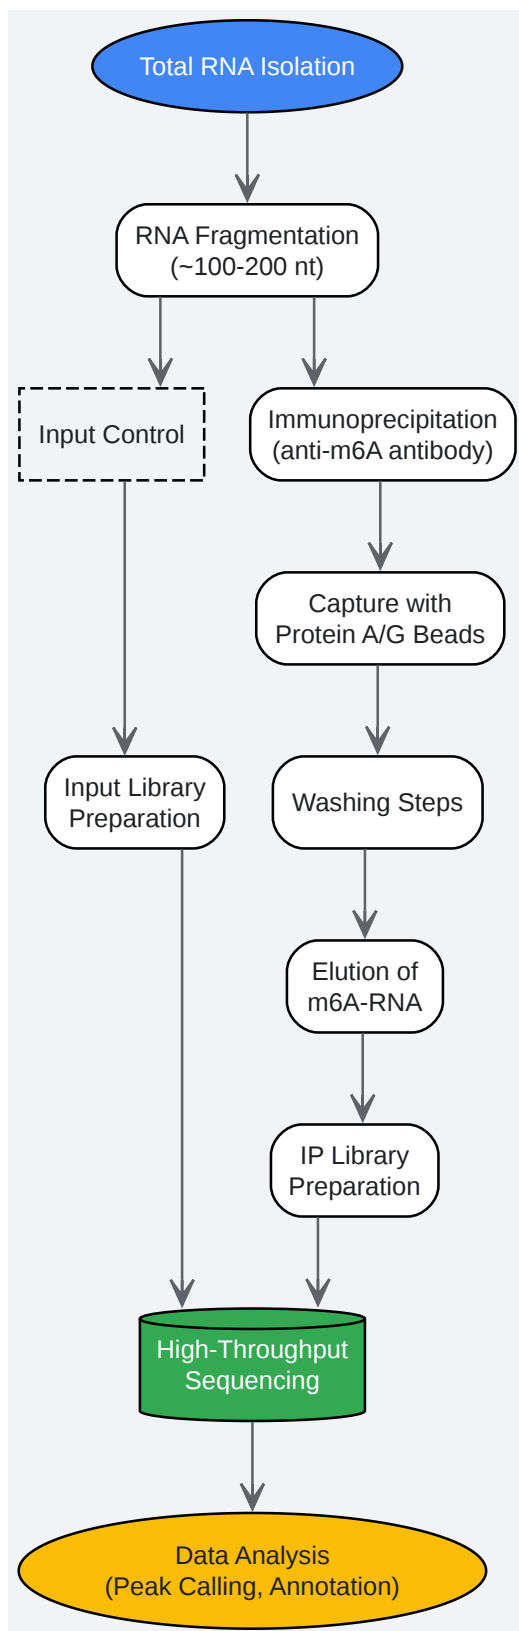 Total RNA Isolation
RNA Fragmentation
(~100-200 nt)
Input Control
Immunoprecipitation
(anti-m6A antibody)
Capture with
Protein A/G Beads
Input Library
Preparation
Washing Steps
Elution of
m6A-RNA
IP Library
Preparation
High-Throughput
Sequencing
Data Analysis
(Peak Calling, Annotation)